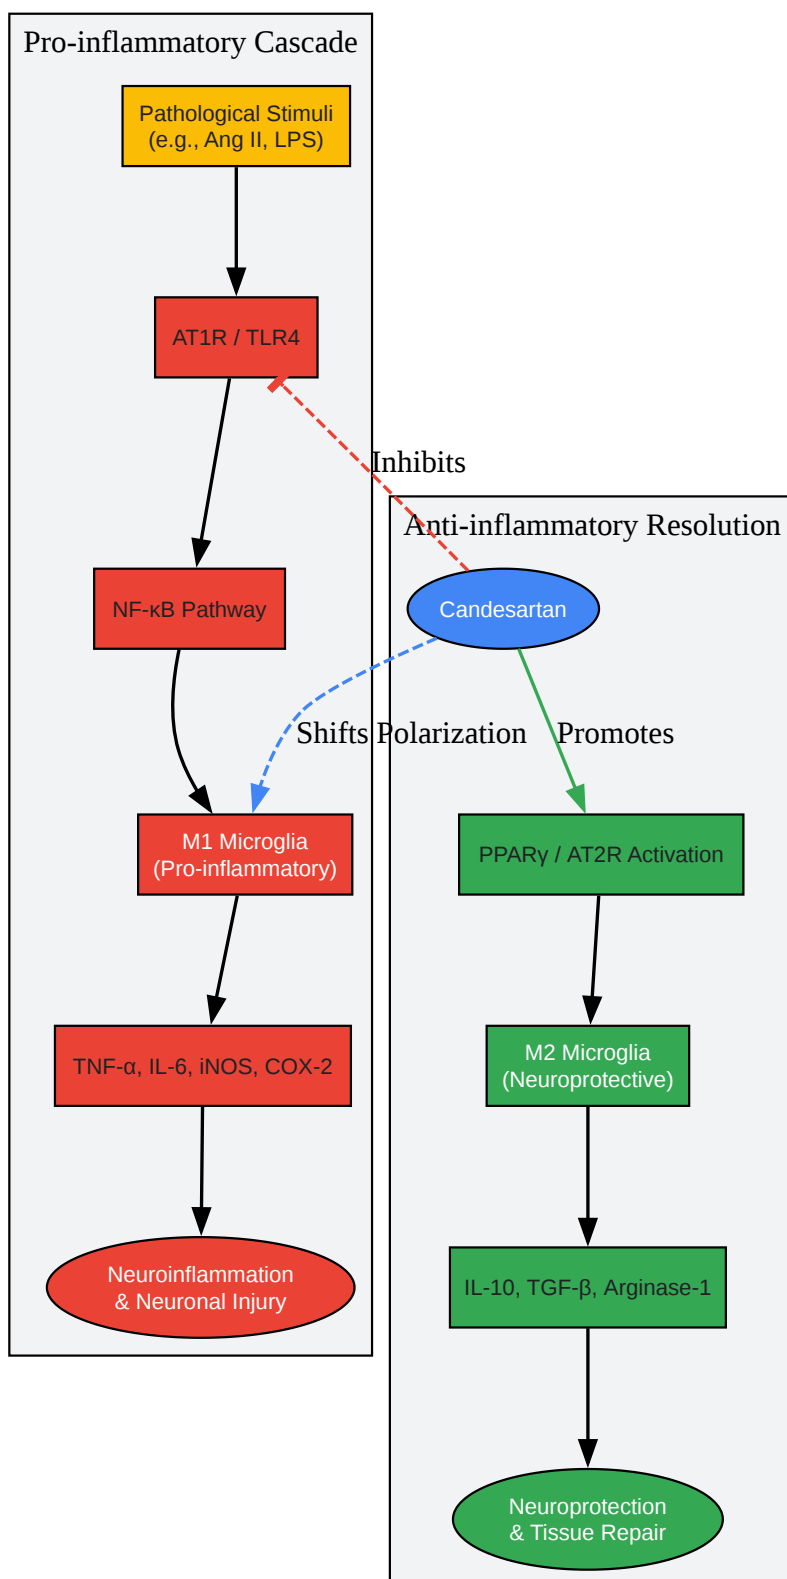 Pro-inflammatory Cascade
Pathological Stimuli
(e.g., Ang II, LPS)
AT1R / TLR4
Inhibits
Anti-inflammatory Resolution
NF-κB Pathway
Candesartan
Shifts Polarization
Promotes
M1 Microglia
(Pro-inflammatory)
PPARγ / AT2R Activation
TNF-α, IL-6, iNOS, COX-2
M2 Microglia
(Neuroprotective)
Neuroinflammation
& Neuronal Injury
IL-10, TGF-β, Arginase-1
Neuroprotection
& Tissue Repair